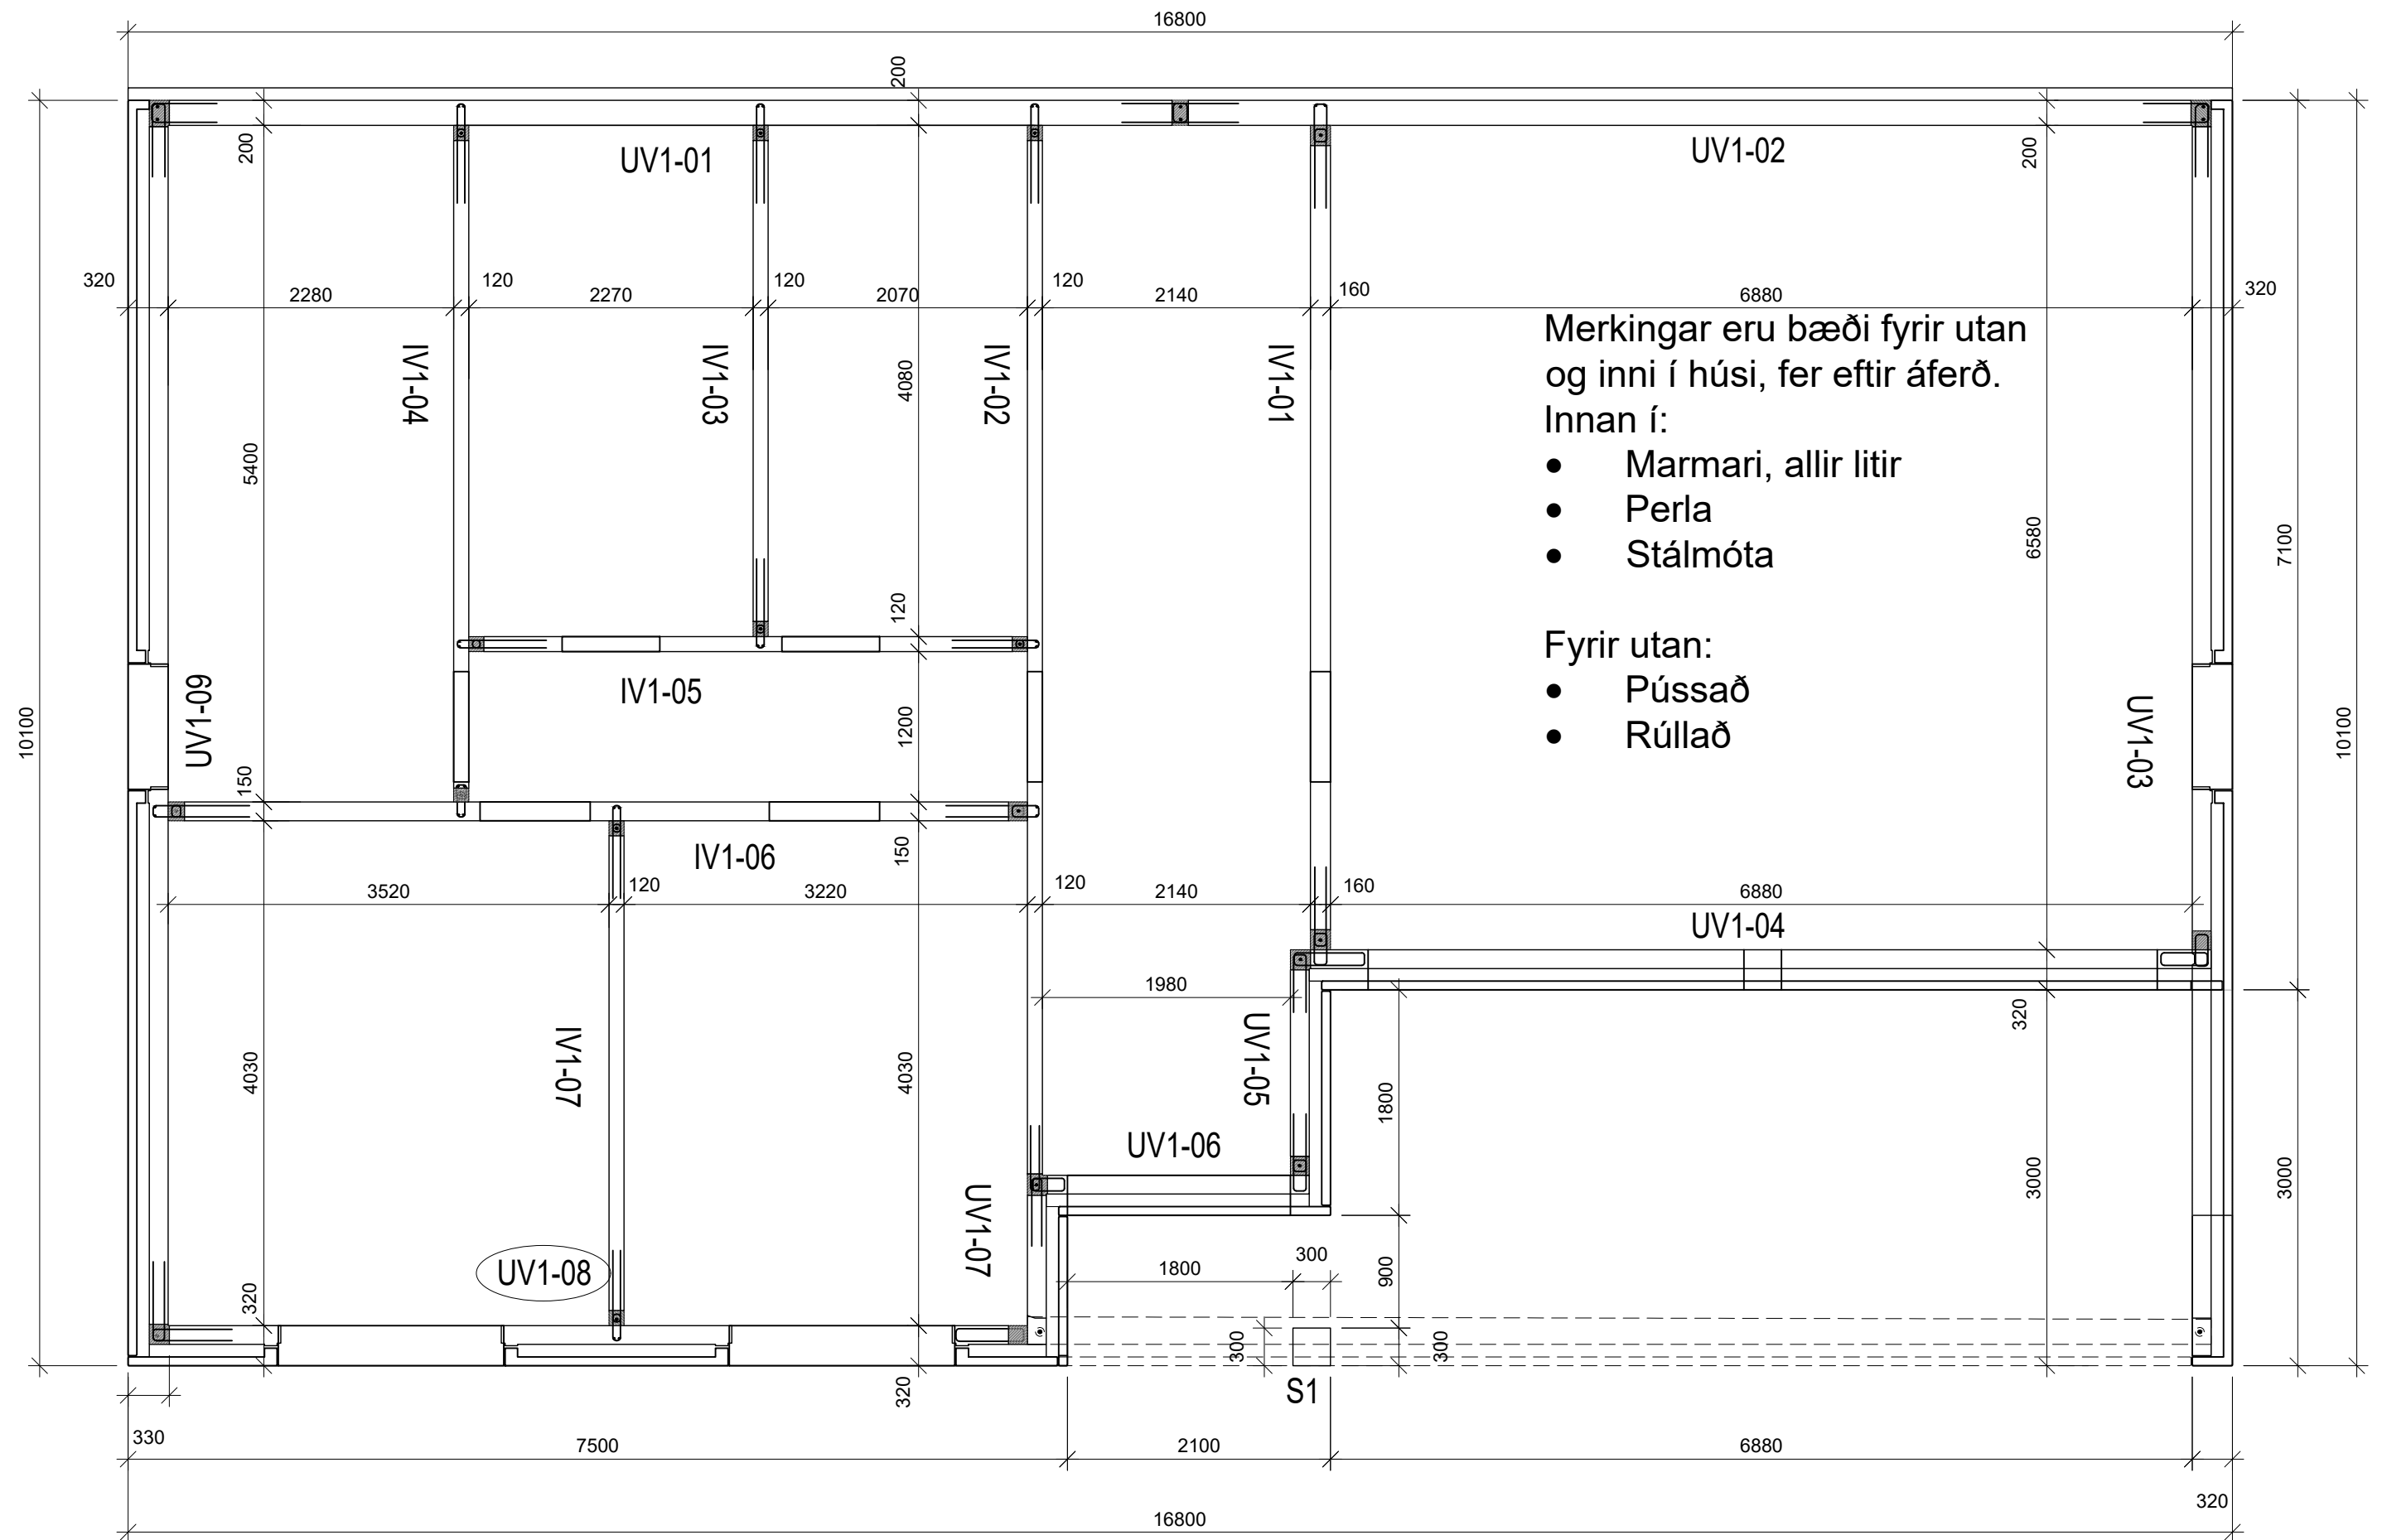 16800
200
200
UV1-01
UV1-02
200
320
2280
120
2270
120
2070
120
2140
160
6880
320
IV1-04
IV1-03
IV1-02
IV1-01
4080
5400
Merkingar eru bæði fyrir utan
og inni í húsi, fer eftir áferð.
Innan í:
• Marmari, allir litir
• Perla
• Stálmóta
Fyrir utan:
• Pússað
• Rúllað
6580
7100
120
10100
UV1-09
IV1-05
1200
150
UV1-03
10100
IV1-06
150
3520
120
3220
120
2140
160
6880
UV1-04
1980
320
IV1-07
4030
4030
UV1-05
1800
UV1-06
3000
3000
UV1-07
UV1-08
320
1800
300
900
300
300
S1
320
330
7500
2100
6880
320
16800